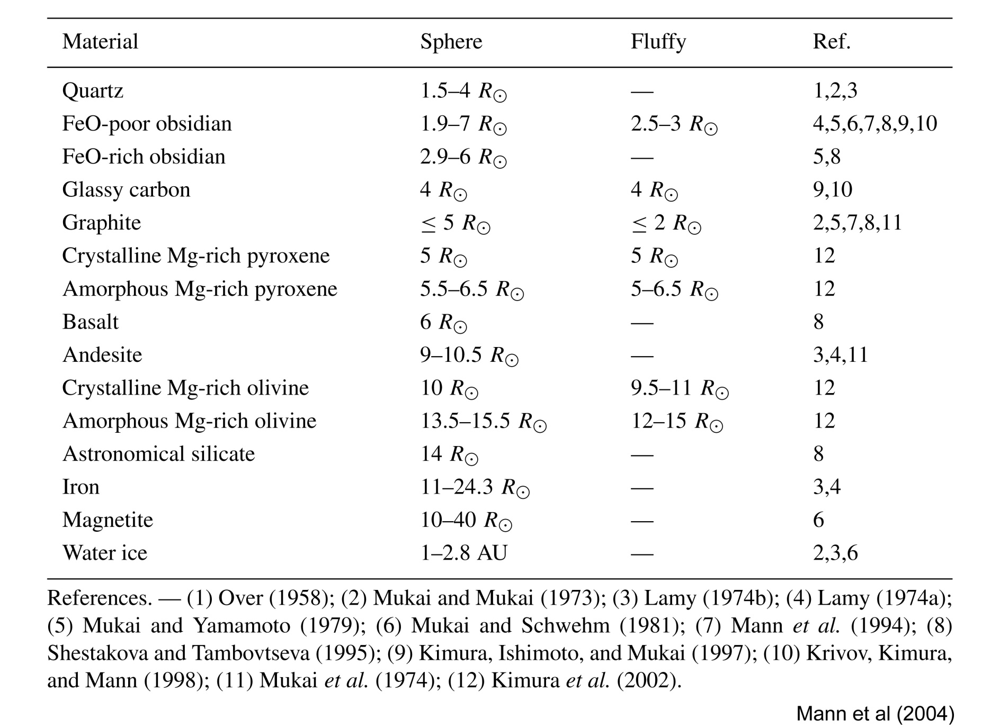 Material Sphere Fluffy Ref.
Quartz 1.5–4 R⊙ — 1,2,3
FeO-poor obsidian 1.9–7 R⊙ 2.5–3 R⊙ 4,5,6,7,8,9,10
FeO-rich obsidian 2.9–6 R⊙ — 5,8
Glassy carbon 4 R⊙ 4 R⊙ 9,10
Graphite ≤ 5 R⊙ ≤ 2 R⊙ 2,5,7,8,11
Crystalline Mg-rich pyroxene 5 R⊙ 5 R⊙ 12
Amorphous Mg-rich pyroxene 5.5–6.5 R⊙ 5–6.5 R⊙ 12
Basalt 6 R⊙ — 8
Andesite 9–10.5 R⊙ — 3,4,11
Crystalline Mg-rich olivine 10 R⊙ 9.5–11 R⊙ 12
Amorphous Mg-rich olivine 13.5–15.5 R⊙ 12–15 R⊙ 12
Astronomical silicate 14 R⊙ — 8
Iron 11–24.3 R⊙ — 3,4
Magnetite 10–40 R⊙ — 6
Water ice 1–2.8 AU — 2,3,6
References. — (1) Over (1958); (2) Mukai and Mukai (1973); (3) Lamy (1974b); (4) Lamy (1974a);
(5) Mukai and Yamamoto (1979); (6) Mukai and Schwehm (1981); (7) Mann et al. (1994); (8)
Shestakova and Tambovtseva (1995); (9) Kimura, Ishimoto, and Mukai (1997); (10) Krivov, Kimura,
and Mann (1998); (11) Mukai et al. (1974); (12) Kimura et al. (2002).
Mann et al (2004)